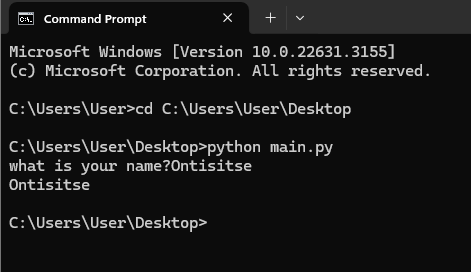 Command Prompt
Microsoft Windows [Version 10.0.22631.3155]
(c) Microsoft Corporation. All rights reserved.
C:\Users\User>cd C:\Users\User\Desktop
C:\Users\User\Desktop>python main.py
what is your name?Ontisitse
Ontisitse
C:\Users\User\Desktop>